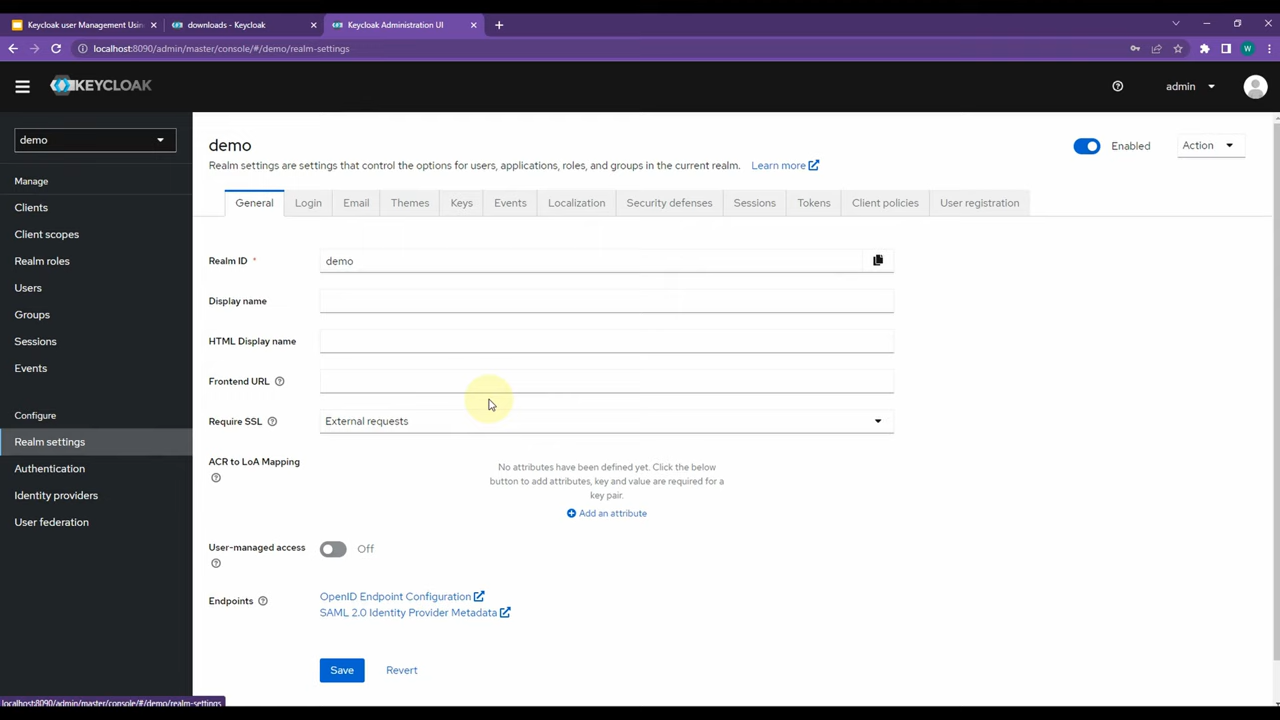 Keycloak user Management Usin
downloads - Keycloak
Keycloak Administration UI
localhost:8090/admin/master/console/#/demo/realm-settings
W
KEYCLOAK
admin
demo
Manage
Clients
Client scopes
Realm roles
Users
Groups
Sessions
Events
Configure
Realm settings
Authentication
Identity providers
User federation
demo
Enabled
Action
Realm settings are settings that control the options for users, applications, roles, and groups in the current realm. Learn more
General Login Email Themes Keys Events Localization Security defenses Sessions Tokens Client policies User registration
Realm ID *
demo
Display name
HTML Display name
Frontend URL
Require SSL
External requests
ACR to LoA Mapping
No attributes have been defined yet. Click the below
button to add attributes, key and value are required for a
key pair.
Add an attribute
User-managed access
Off
Endpoints
OpenID Endpoint Configuration
SAML 2.0 Identity Provider Metadata
Save Revert
localhost:8090/admin/master/console/#/demo/realm-settings